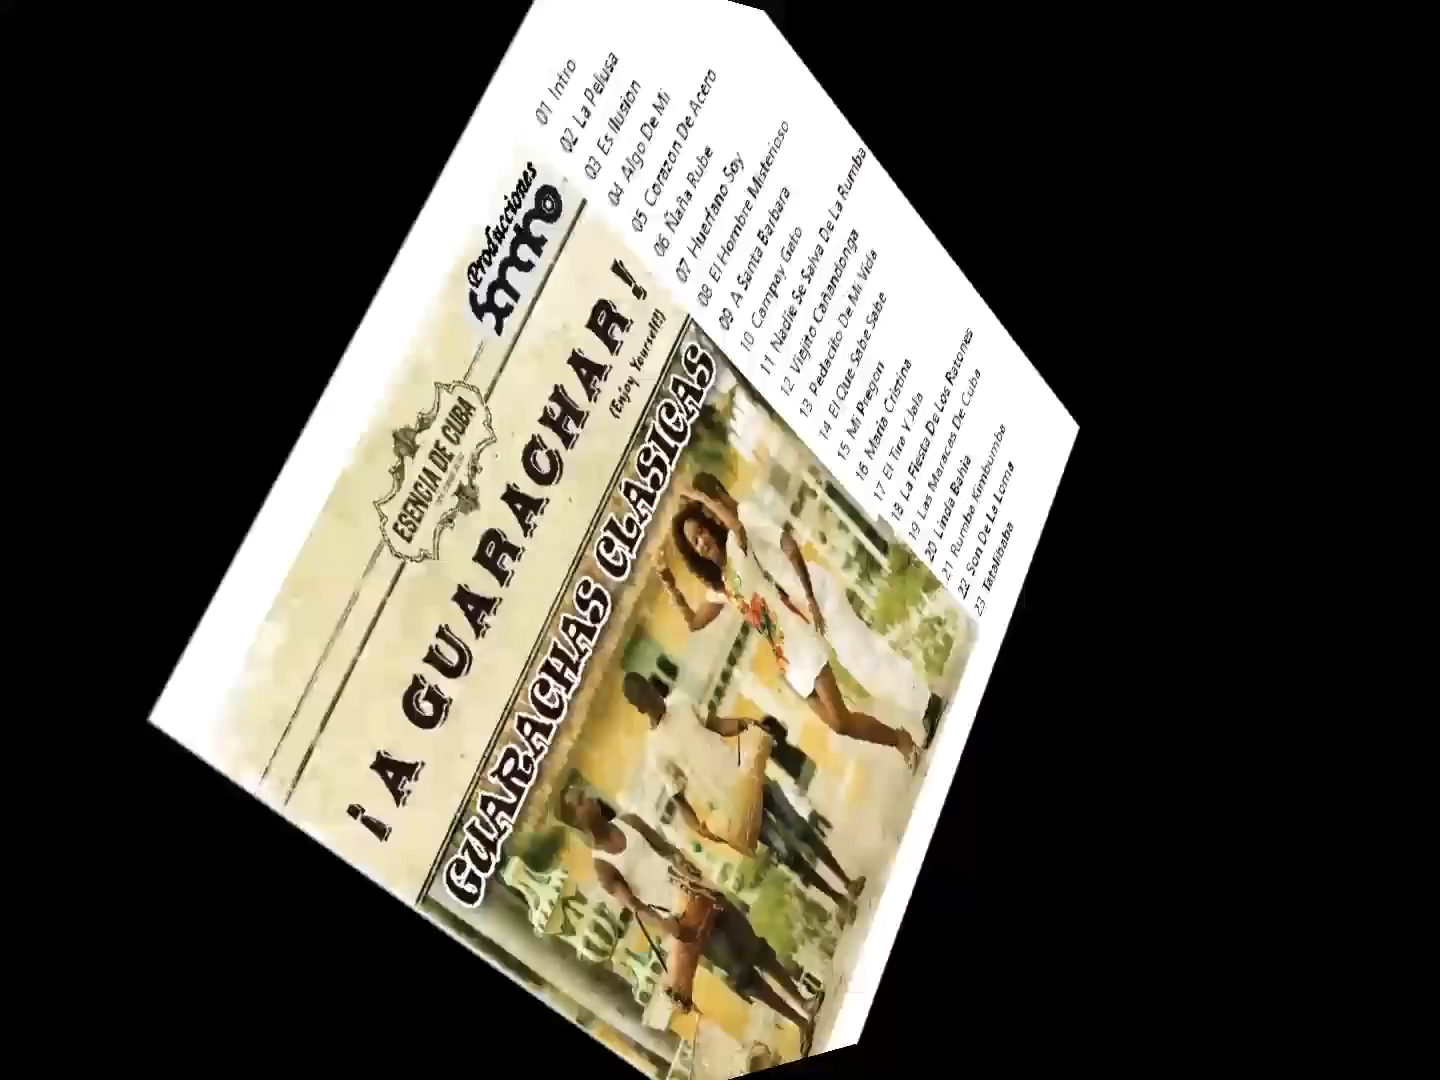 Producciones
Sonido
ESENCIA DE CUBA
¡A GUARACHAR!
(Enjoy Yourself!!)
GUARACHAS CLASICAS
01 Intro
02 La Pelusa
03 Es Ilusion
04 Algo De Mi
05 Corazon De Acero
06 Ñaña Rube
07 Huerfano Soy
08 El Hombre Misterioso
09 A Santa Barbara
10 Campay Gato
11 Nadie Se Salva De La Rumba
12 Viejito Cañandonga
13 Pedacito De Mi Vida
14 El Que Sabe Sabe
15 Mi Pregon
16 Maria Cristina
17 El Tira Y Jala
18 La Fiesta De Los Ratones
19 Las Maracas De Cuba
20 Linda Bahia
21 Rumba Kimbumba
22 Son De La Loma
23 Tatalibaba